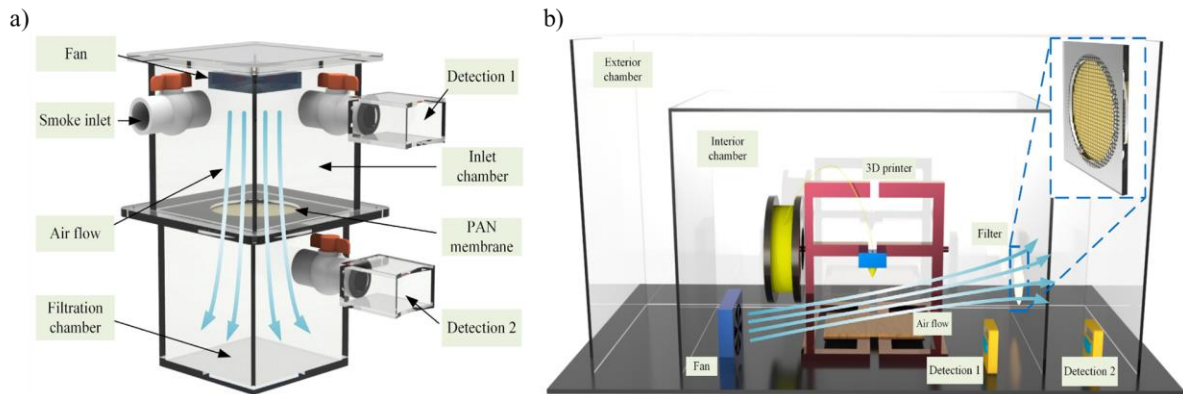 a)
Fan
Detection 1
Smoke inlet
Inlet
chamber
Air flow
PAN
membrane
Filtration
chamber
Detection 2
b)
Exterior
chamber
Interior
chamber
3D printer
Filter
Air flow
Fan
Detection 1
Detection 2